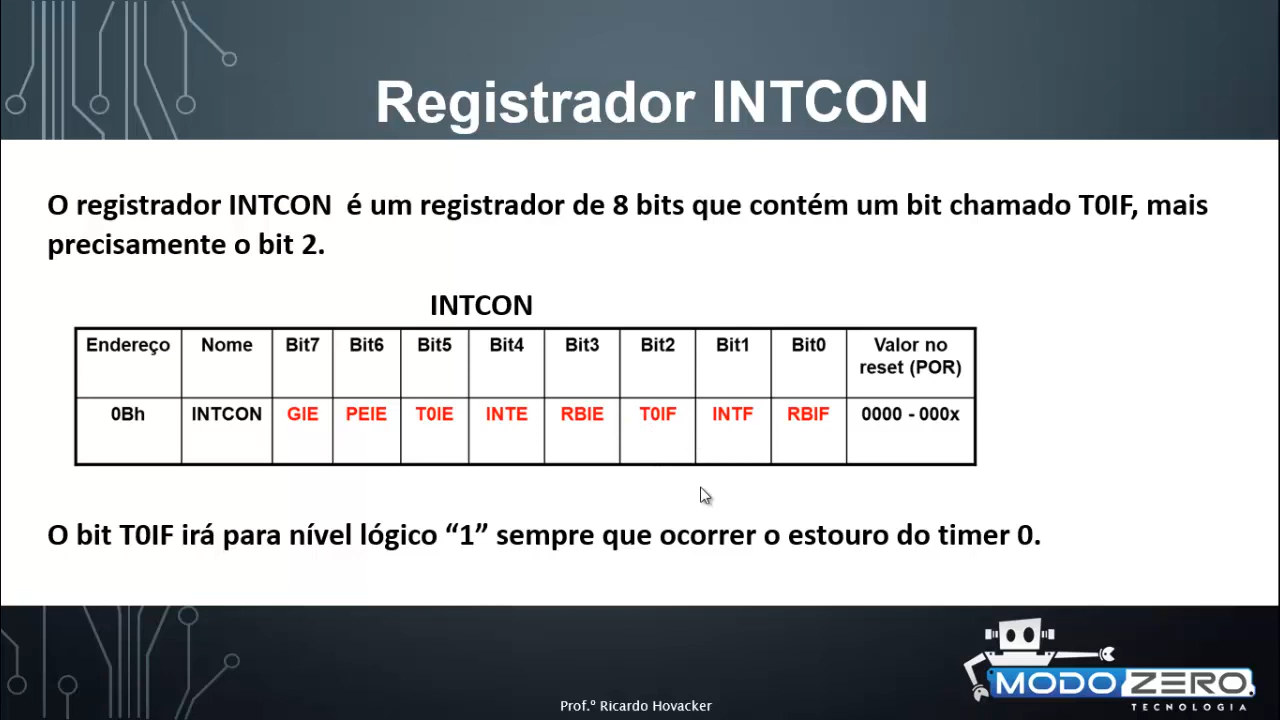 Registrador INTCON
O registrador INTCON é um registrador de 8 bits que contém um bit chamado T0IF, mais
precisamente o bit 2.
INTCON
Endereço Nome Bit7 Bit6 Bit5 Bit4 Bit3 Bit2 Bit1 Bit0 Valor no
reset (POR)
0Bh INTCON GIE PEIE T0IE INTE RBIE T0IF INTF RBIF 0000 - 000x
O bit T0IF irá para nível lógico “1” sempre que ocorrer o estouro do timer 0.
MODO ZERO
TECNOLOGIA
Prof.º Ricardo Hovacker